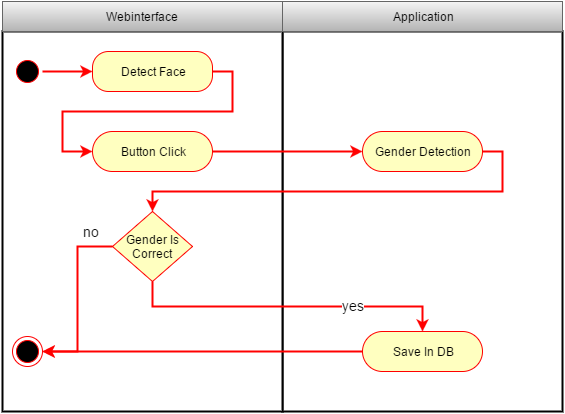 Webinterface
Application
Detect Face
Button Click
Gender Detection
Gender Is
Correct
no
yes
Save In DB